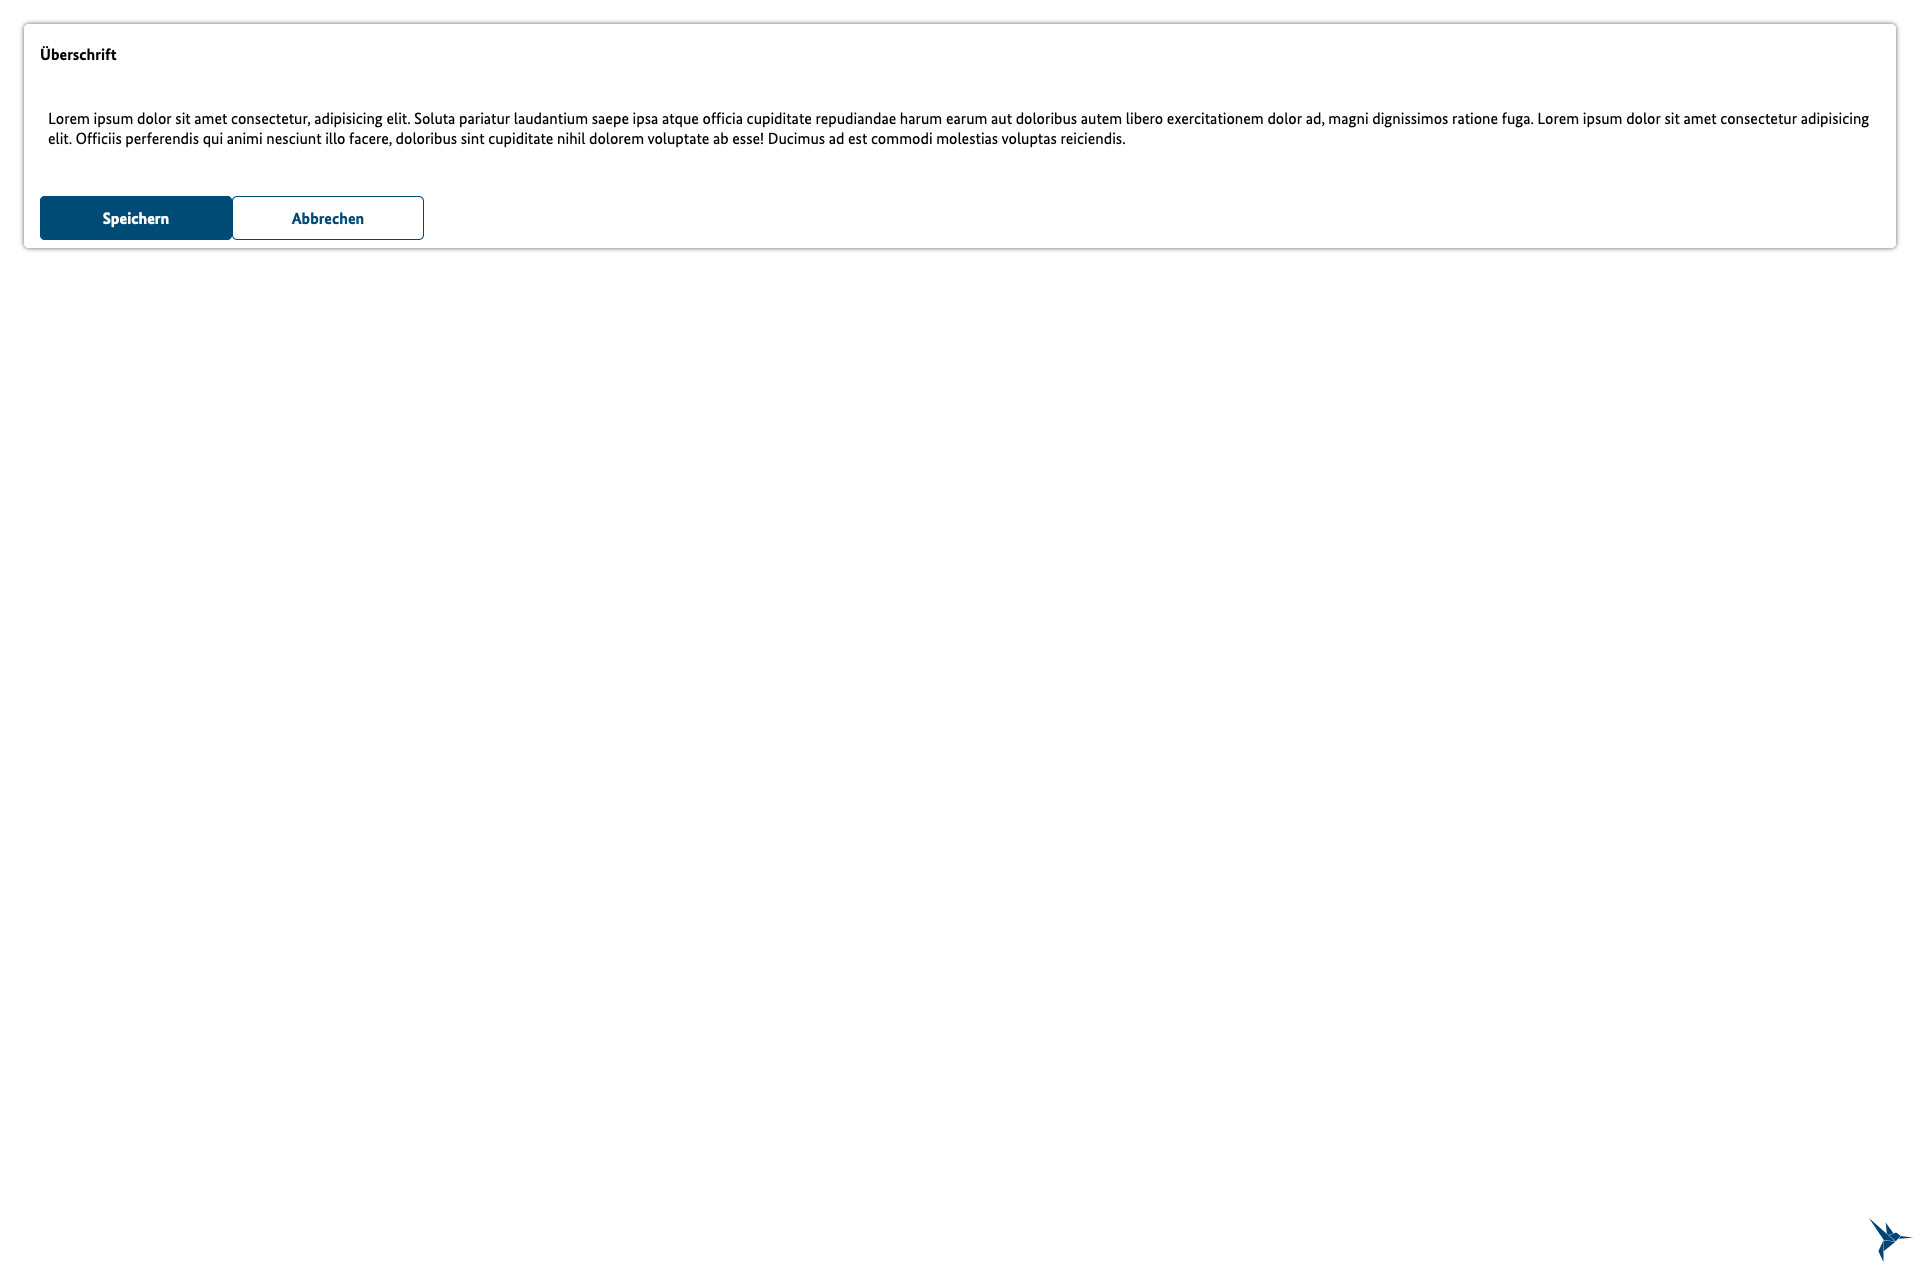 Überschrift
Lorem ipsum dolor sit amet consectetur, adipisicing elit. Soluta pariatur laudantium saepe ipsa atque officia cupiditate repudiandae harum earum aut doloribus autem libero exercitationem dolor ad, magni dignissimos ratione fuga. Lorem ipsum dolor sit amet consectetur adipisicing
elit. Officiis perferendis qui animi nesciunt illo facere, doloribus sint cupiditate nihil dolorem voluptate ab esse! Ducimus ad est commodi molestias voluptas reiciendis.
Speichern
Abbrechen